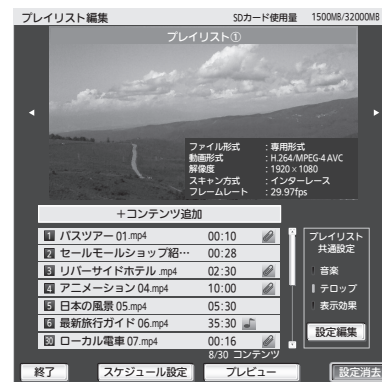 プレイリスト編集 SDカード使用量 1500MB/32000MB
プレイリスト①
ファイル形式 : 専用形式
動画形式 : H.264/MPEG-4 AVC
解像度 : 1920×1080
スキャン方式 : インターレース
フレームレート : 29.97fps
+コンテンツ追加
1 バスツアー 01.mp4 00:10
2 セールモールショップ紹… 00:28
3 リバーサイドホテル .mp4 02:30
4 アニメーション 04.mp4 10:00
5 日本の風景 05.mp4 05:30
6 最新旅行ガイド 06.mp4 35:30
30 ローカル電車 07.mp4 00:16
8/30 コンテンツ
プレイリスト
共通設定
音楽
テロップ
表示効果
設定編集
終了 スケジュール設定 プレビュー 設定消去